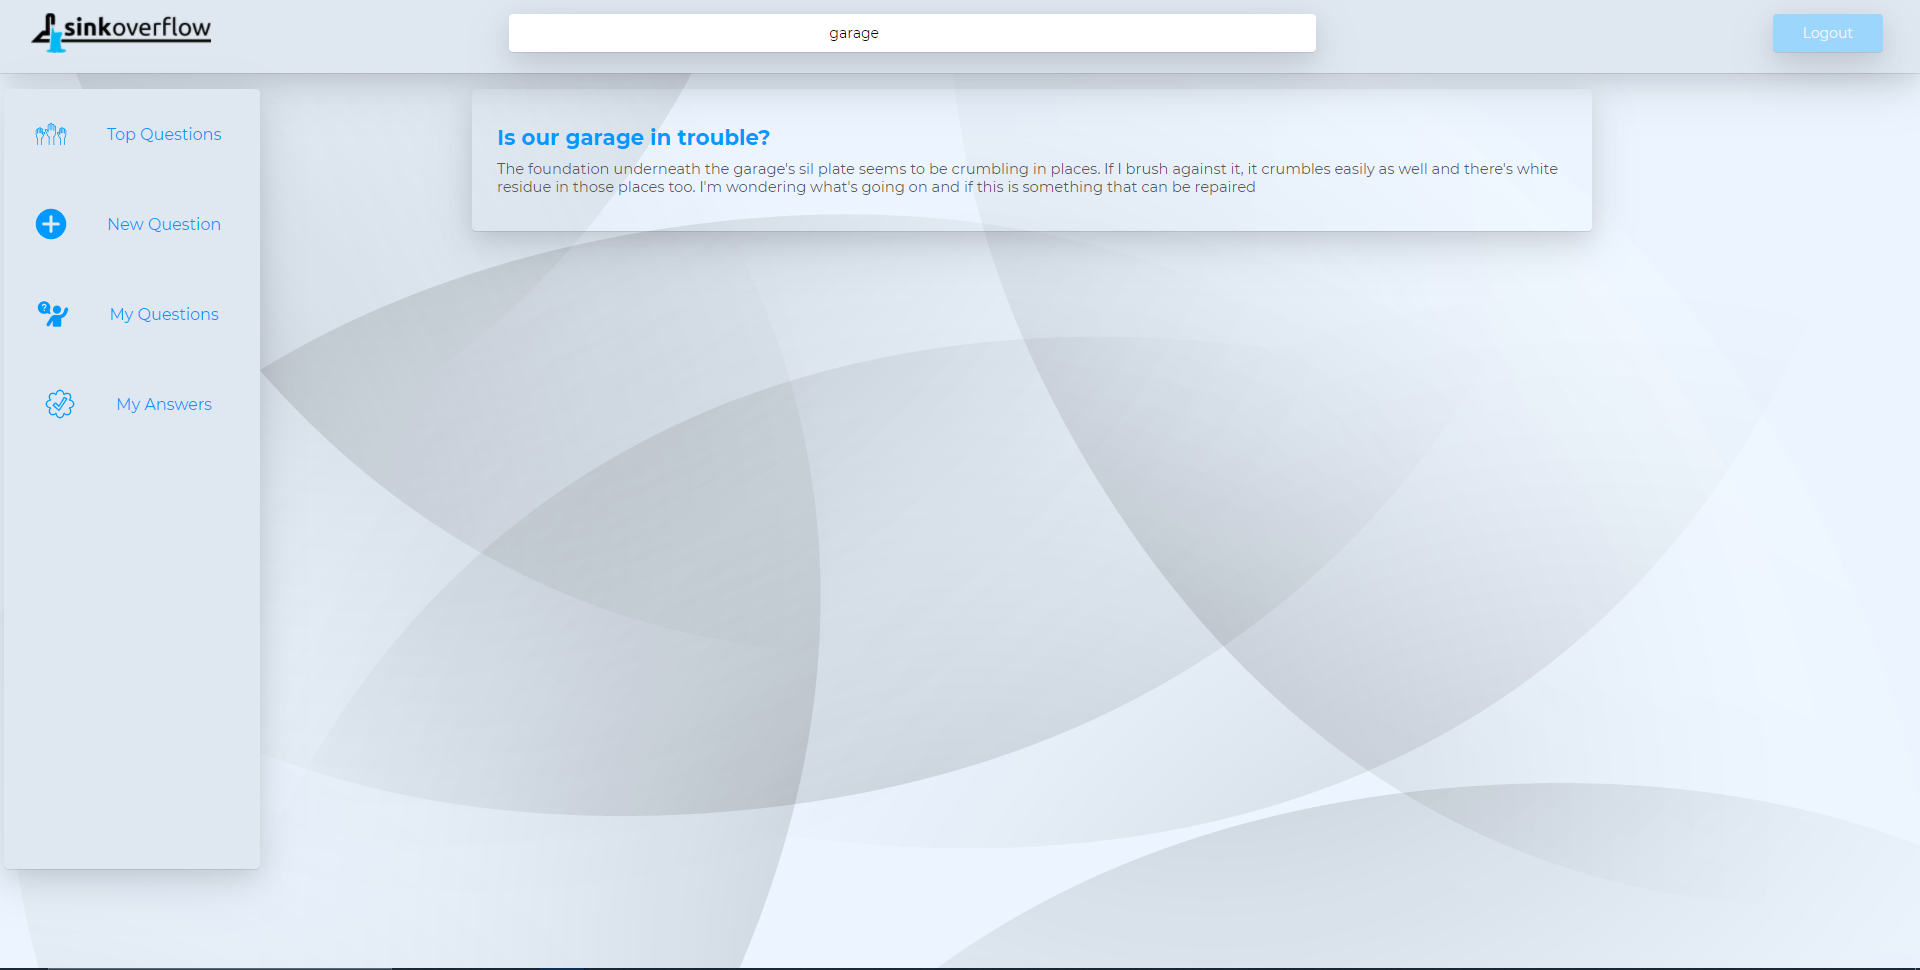 sinkoverflow
garage
Logout
Top Questions
New Question
My Questions
My Answers
Is our garage in trouble?
The foundation underneath the garage's sil plate seems to be crumbling in places. If I brush against it, it crumbles easily as well and there's white
residue in those places too. I'm wondering what's going on and if this is something that can be repaired